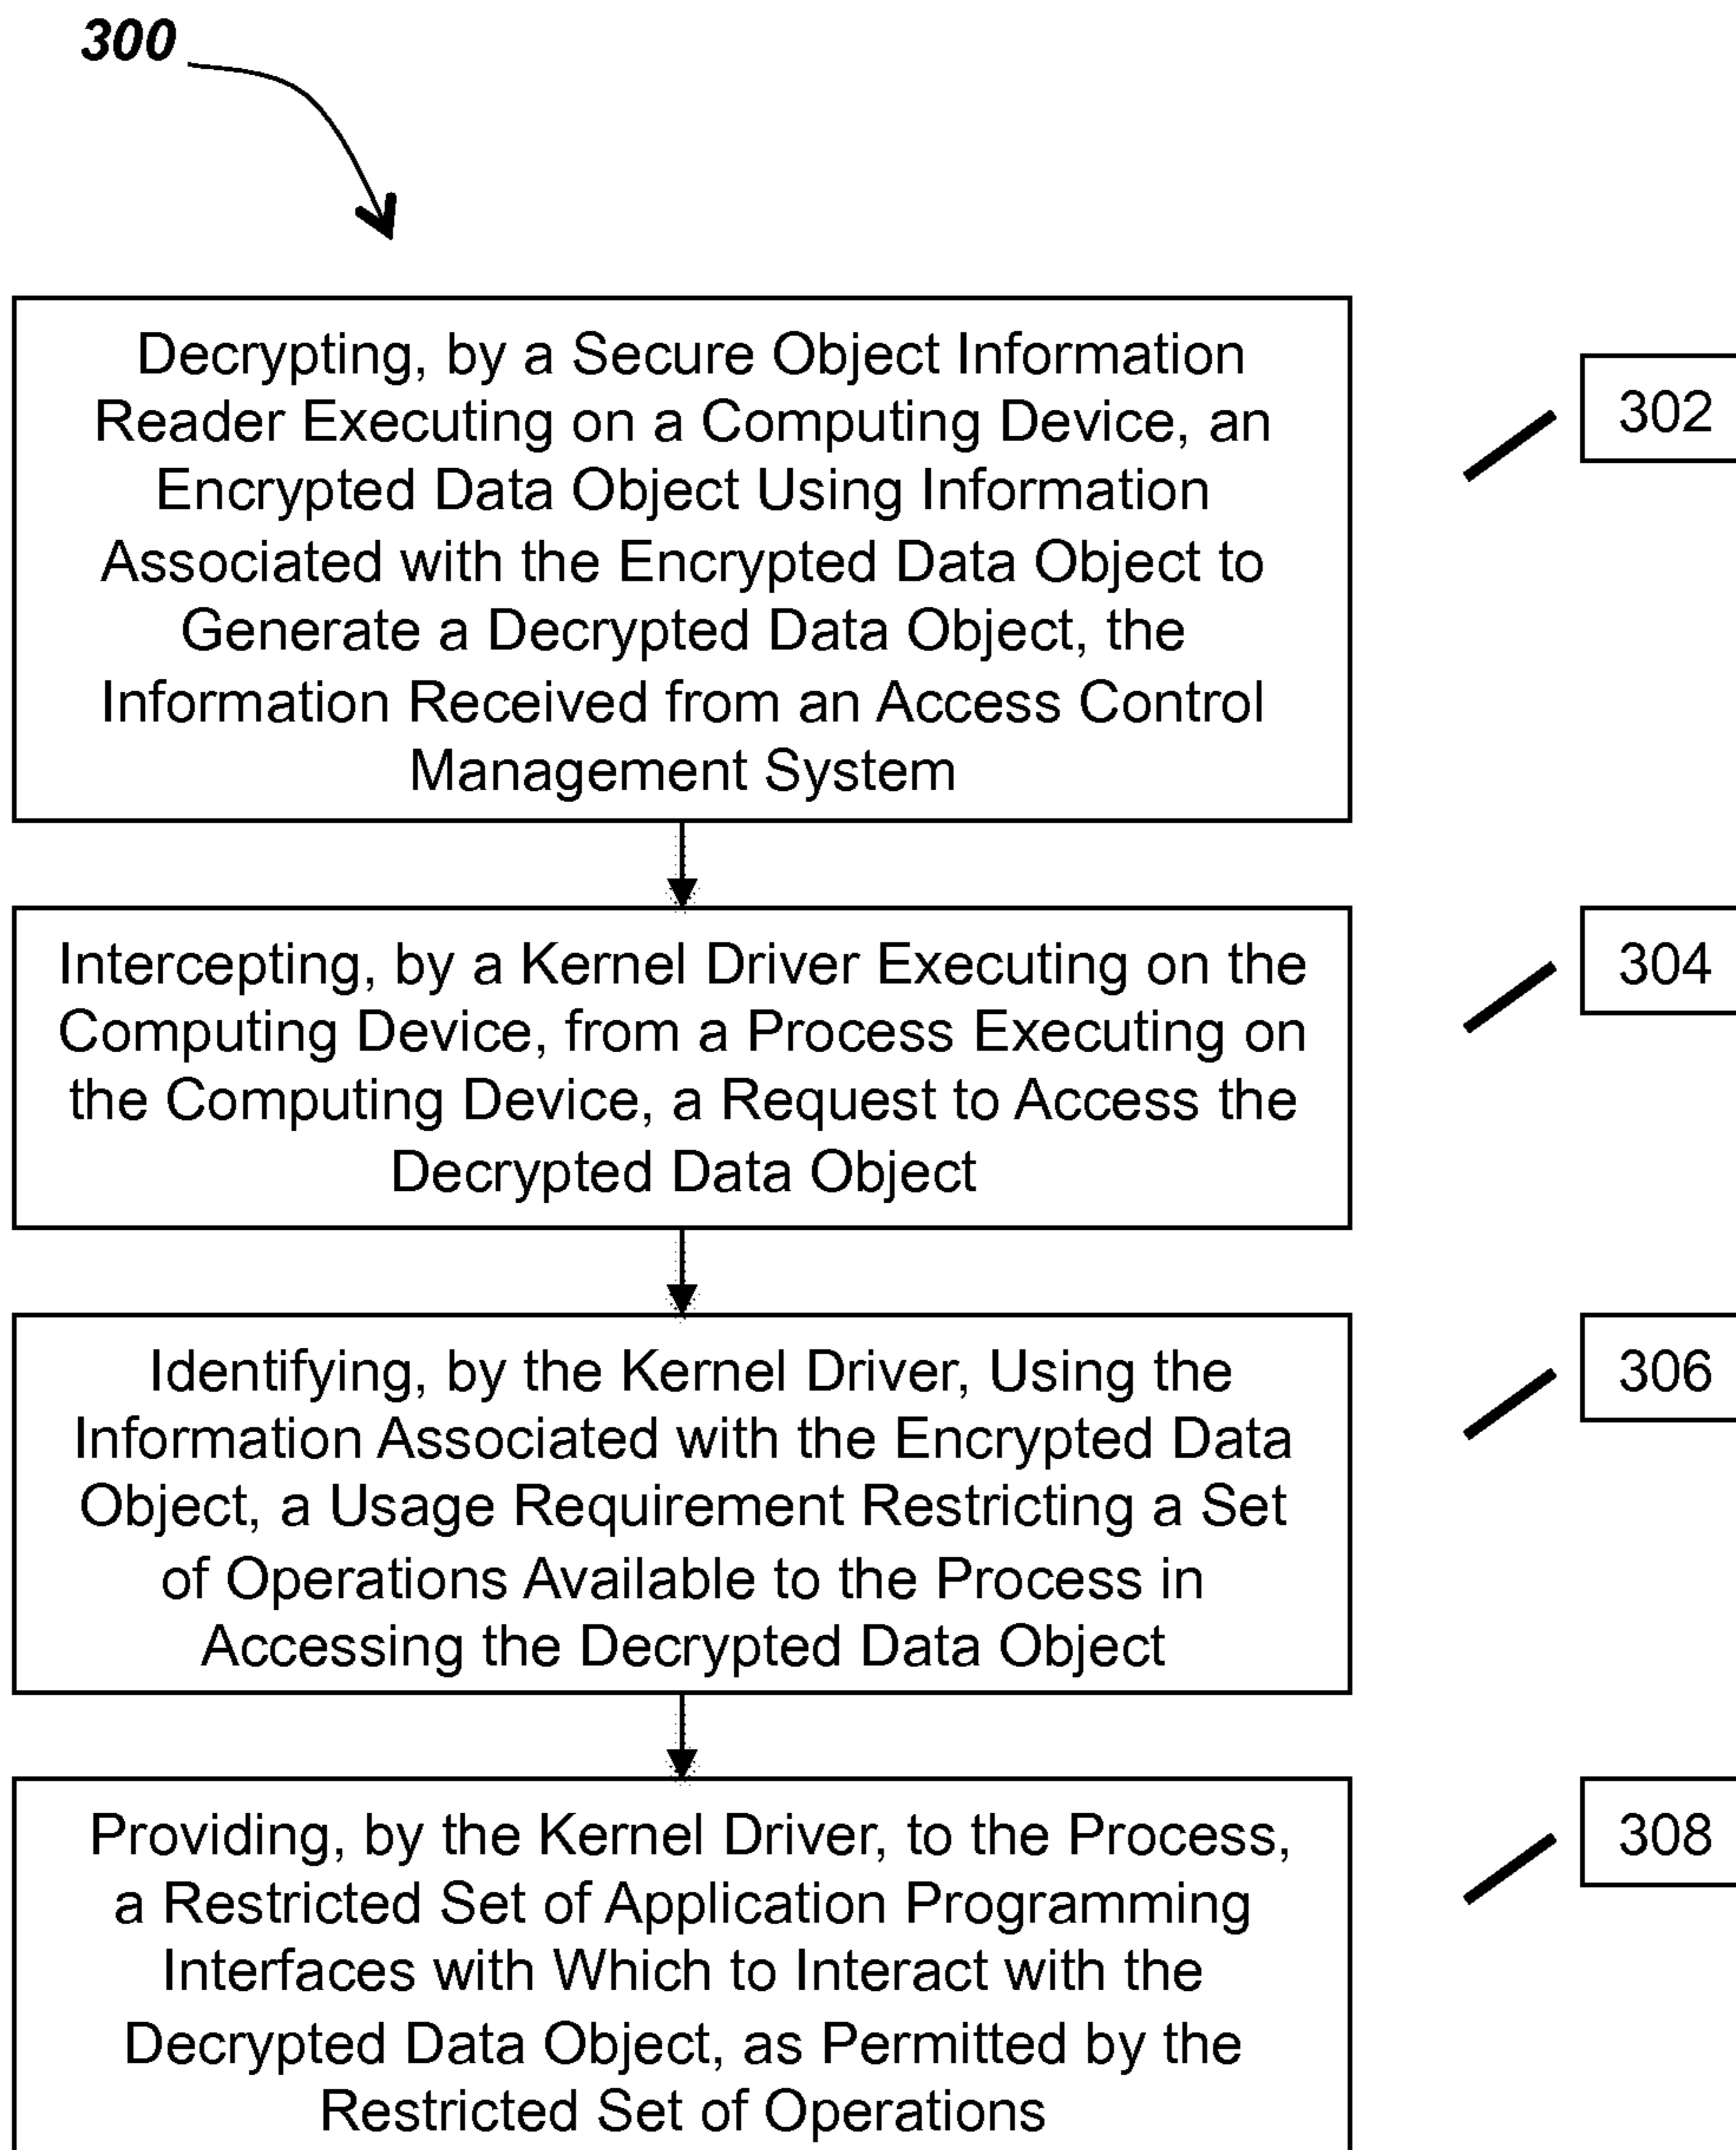 300
Decrypting, by a Secure Object Information
Reader Executing on a Computing Device, an
Encrypted Data Object Using Information
Associated with the Encrypted Data Object to
Generate a Decrypted Data Object, the
Information Received from an Access Control
Management System
302
Intercepting, by a Kernel Driver Executing on the
Computing Device, from a Process Executing on
the Computing Device, a Request to Access the
Decrypted Data Object
304
Identifying, by the Kernel Driver, Using the
Information Associated with the Encrypted Data
Object, a Usage Requirement Restricting a Set
of Operations Available to the Process in
Accessing the Decrypted Data Object
306
Providing, by the Kernel Driver, to the Process,
a Restricted Set of Application Programming
Interfaces with Which to Interact with the
Decrypted Data Object, as Permitted by the
Restricted Set of Operations
308